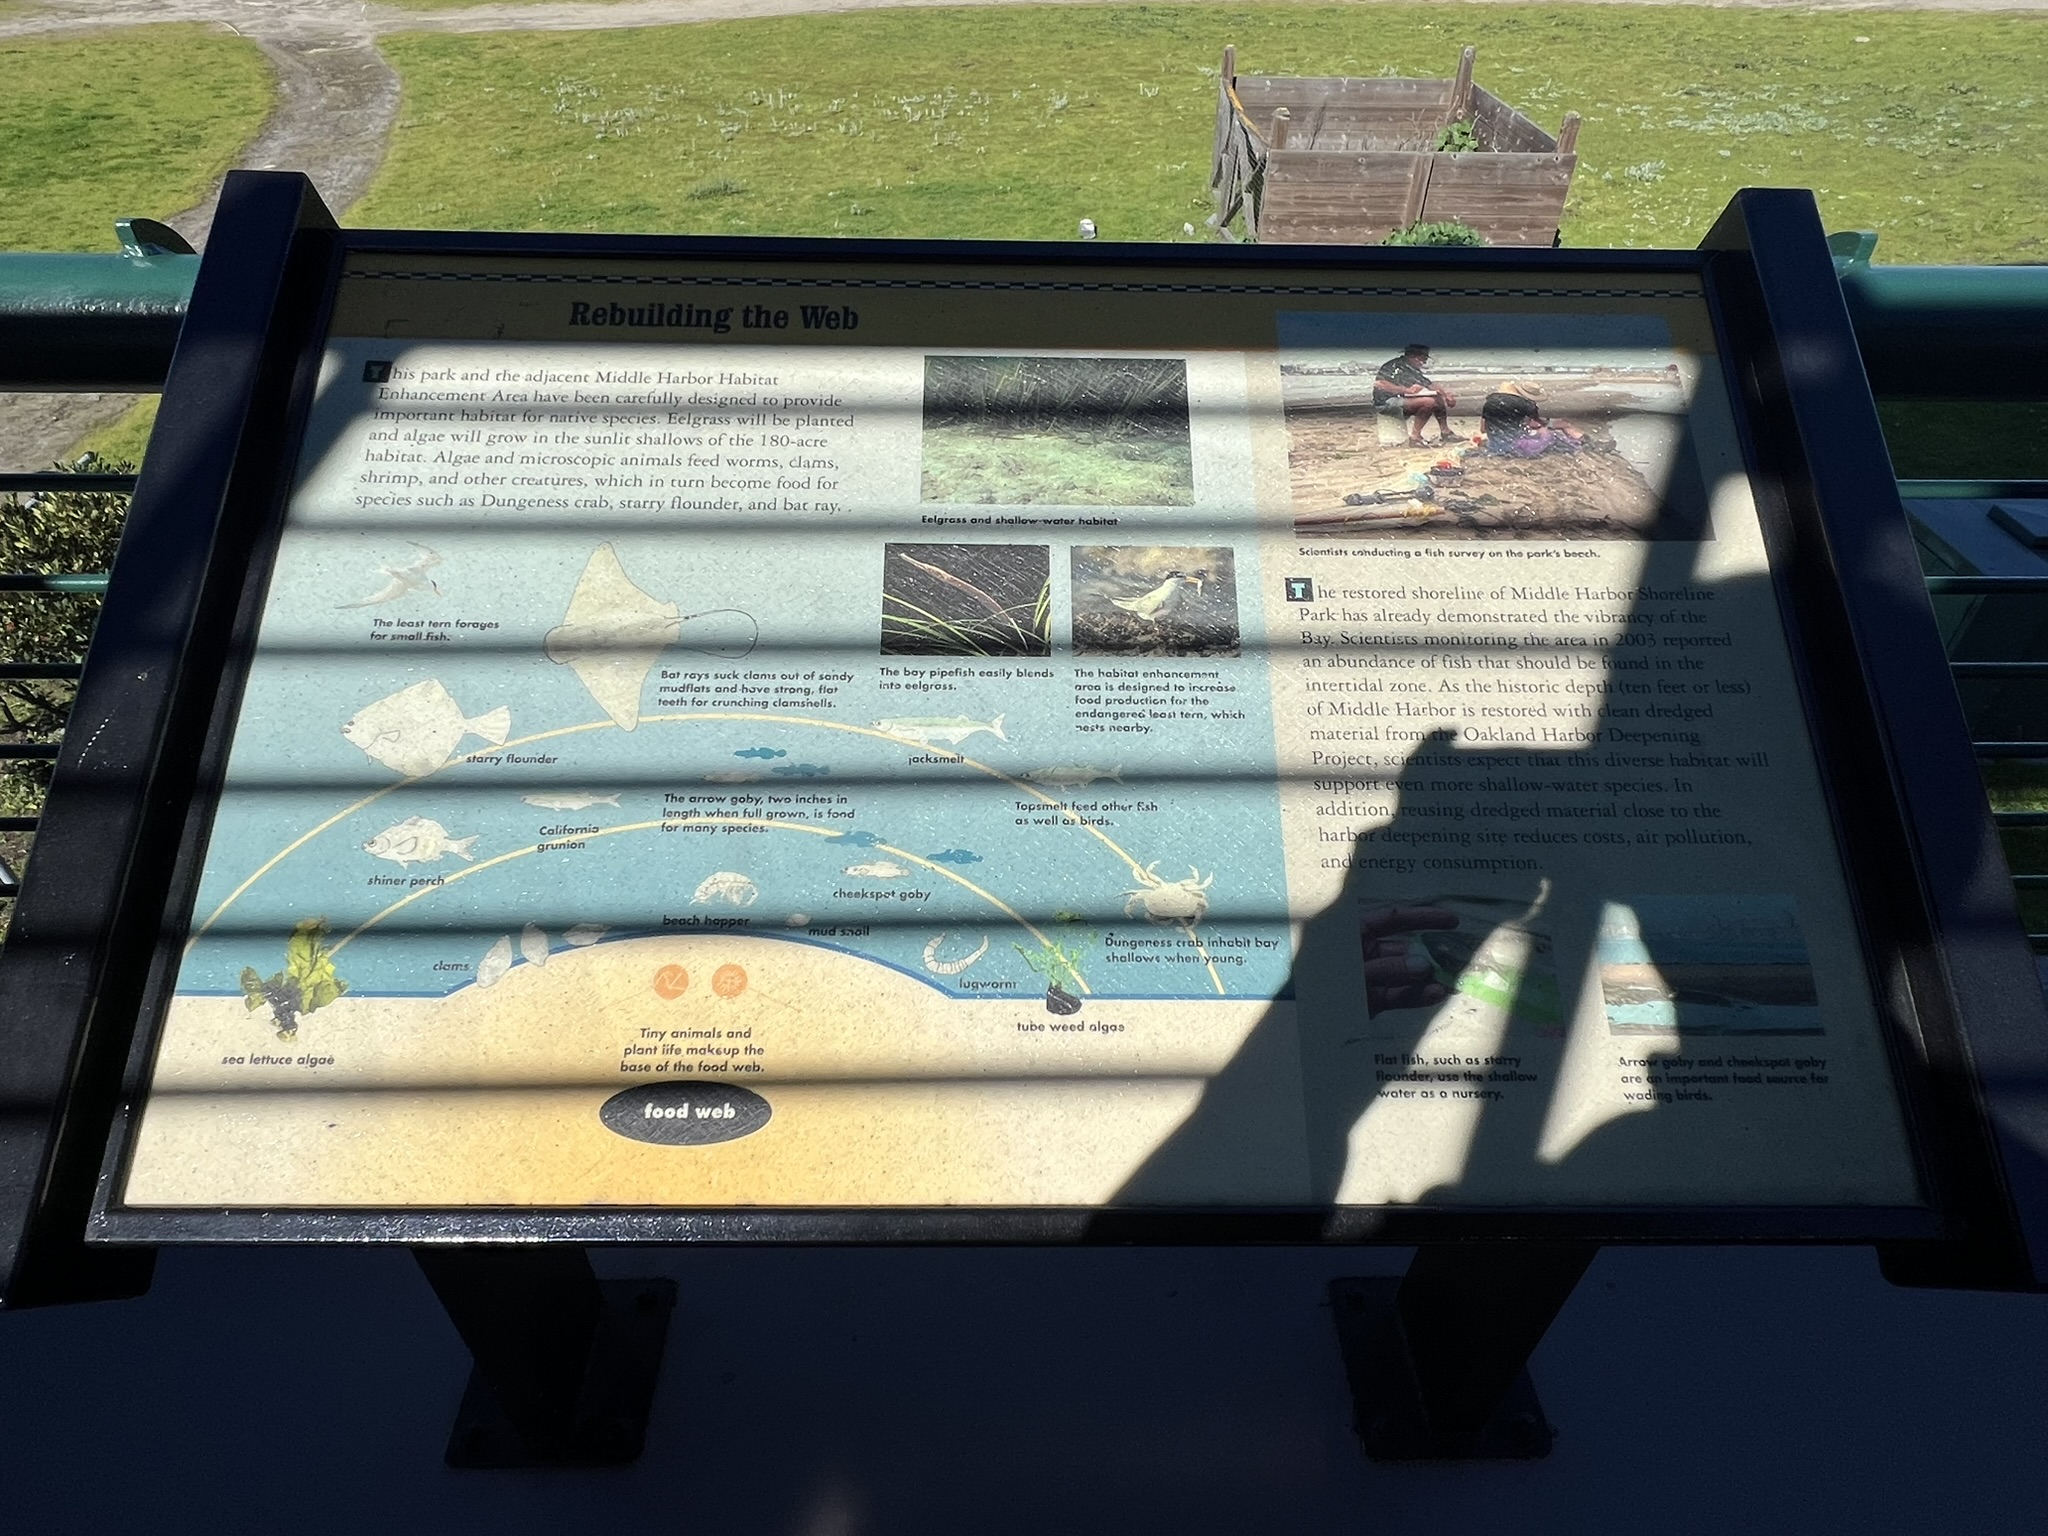 Rebuilding the Web
This park and the adjacent Middle Harbor Habitat
Enhancement Area have been carefully designed to provide
important habitat for native species. Eelgrass will be planted
and algae will grow in the sunlit shallows of the 180-acre
habitat. Algae and microscopic animals feed worms, clams,
shrimp, and other creatures, which in turn become food for
species such as Dungeness crab, starry flounder, and bat ray.
Eelgrass and shallow-water habitat
The least tern forages
for small fish.
Bat rays suck clams out of sandy
mudflats and have strong, flat
teeth for crunching clamshells.
The bay pipefish easily blends
into eelgrass.
The habitat enhancement
area is designed to increase
food production for the
endangered least tern, which
nests nearby.
starry flounder
jacksmelt
The arrow goby, two inches in
length when full grown, is food
for many species.
Topsmelt feed other fish
as well as birds.
California
grunion
shiner perch
cheekspot goby
beach hopper
mud snail
clams
lugworm
Dungeness crab inhabit bay
shallows when young.
tube weed algae
sea lettuce algae
Tiny animals and
plant life makeup the
base of the food web.
food web
Scientists conducting a fish survey on the park's beach.
The restored shoreline of Middle Harbor Shoreline
Park has already demonstrated the vibrancy of the
Bay. Scientists monitoring the area in 2003 reported
an abundance of fish that should be found in the
intertidal zone. As the historic depth (ten feet or less)
of Middle Harbor is restored with clean dredged
material from the Oakland Harbor Deepening
Project, scientists expect that this diverse habitat will
support even more shallow-water species. In
addition, reusing dredged material close to the
harbor deepening site reduces costs, air pollution,
and energy consumption.
Flat fish, such as starry
flounder, use the shallow
water as a nursery.
Arrow goby and cheekspot goby
are an important food source for
wading birds.